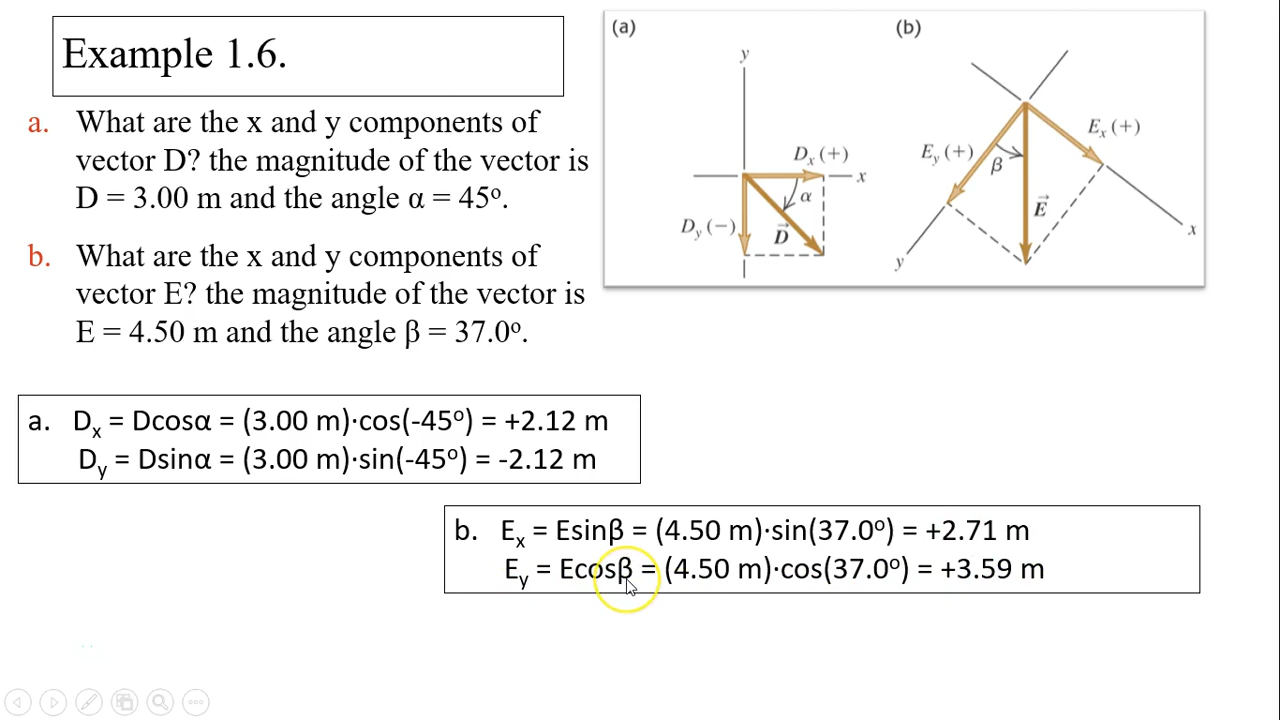 Example 1.6.
a. What are the x and y components of
vector D? the magnitude of the vector is
D = 3.00 m and the angle α = 45º.
b. What are the x and y components of
vector E? the magnitude of the vector is
E = 4.50 m and the angle β = 37.0º.
(a)
y
Dₓ (+)
x
α
Dᵧ (−)
D⃗
(b)
Eₓ (+)
Eᵧ (+)
β
E⃗
x
y
a. Dₓ = Dcosα = (3.00 m)·cos(-45º) = +2.12 m
Dᵧ = Dsinα = (3.00 m)·sin(-45º) = -2.12 m
b. Eₓ = Esinβ = (4.50 m)·sin(37.0º) = +2.71 m
Eᵧ = Ecosβ = (4.50 m)·cos(37.0º) = +3.59 m